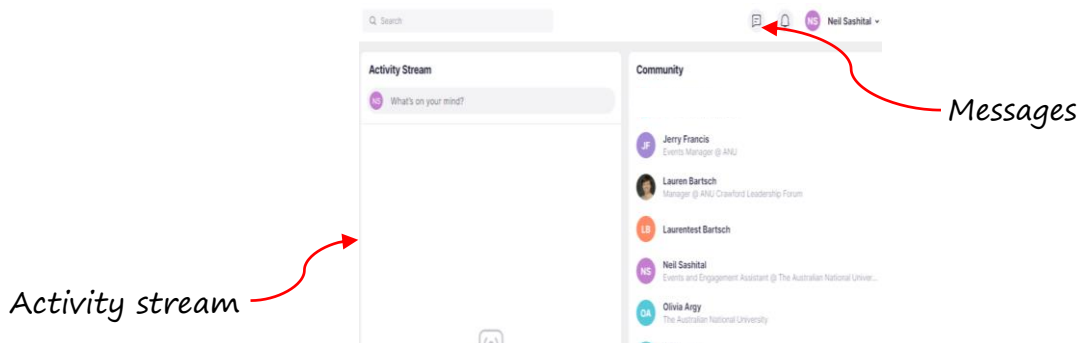 Search
NS Neil Sashital
Activity Stream
NS What's on your mind?
Community
Messages
JF Jerry Francis
Events Manager @ ANU
Lauren Bartsch
Manager @ ANU Crawford Leadership Forum
LB Laurentest Bartsch
NS Neil Sashital
Events and Engagement Assistant @ The Australian National Univer...
OA Olivia Argy
The Australian National University
Activity stream